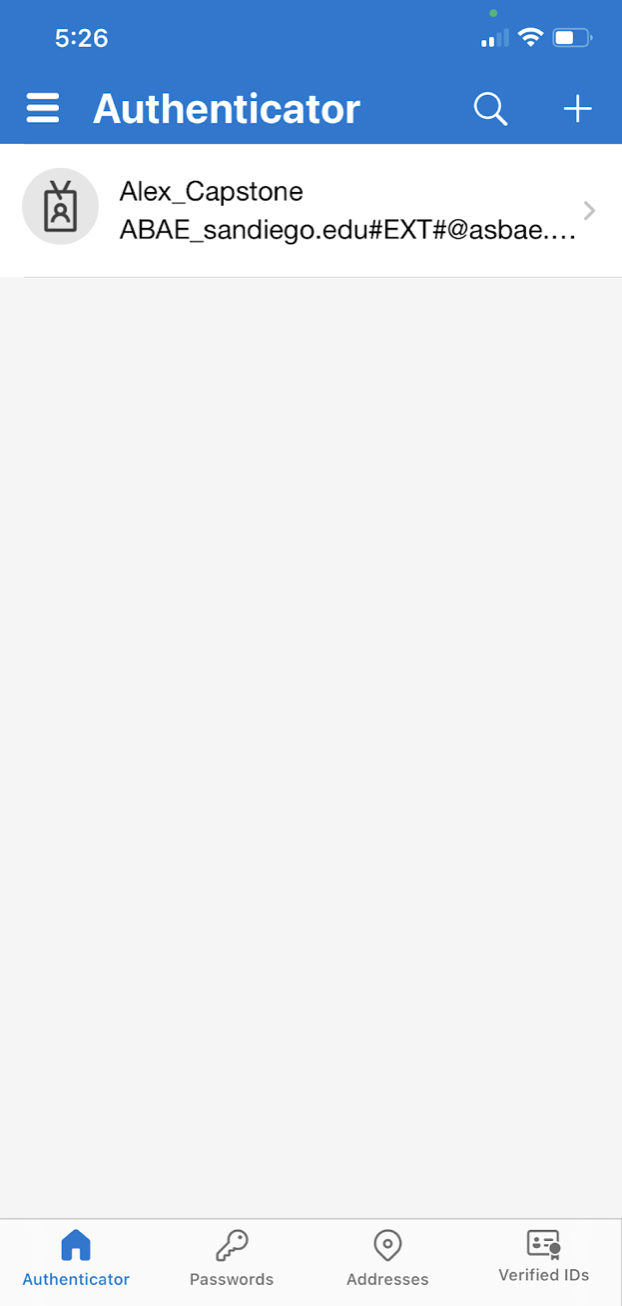 5:26
Authenticator
Alex_Capstone
ABAE_sandiego.edu#EXT#@asbae....
Authenticator
Passwords
Addresses
Verified IDs